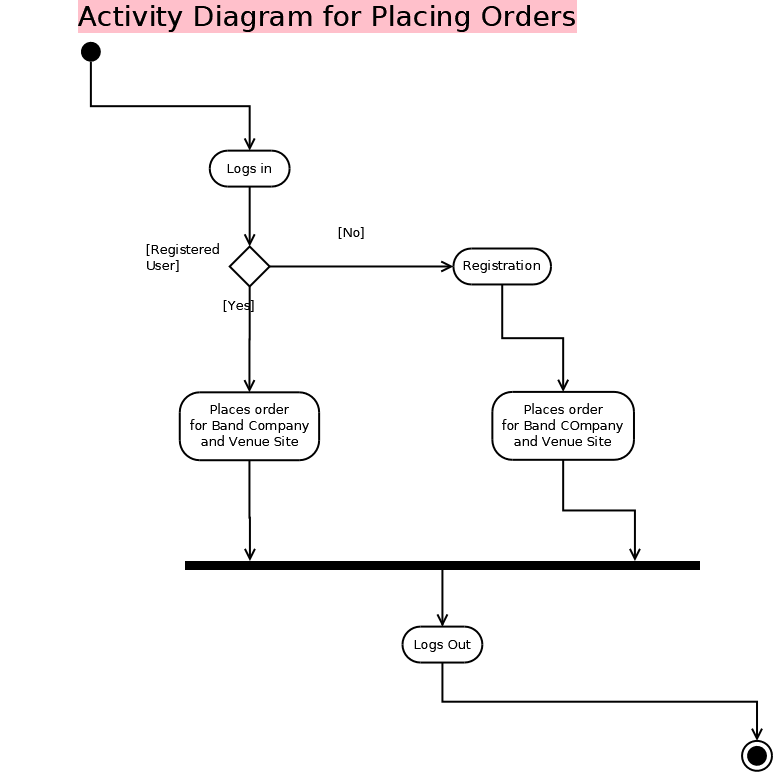 Activity Diagram for Placing Orders
Logs in
[No]
[Registered
User]
Registration
[Yes]
Places order
for Band Company
and Venue Site
Places order
for Band COmpany
and Venue Site
Logs Out